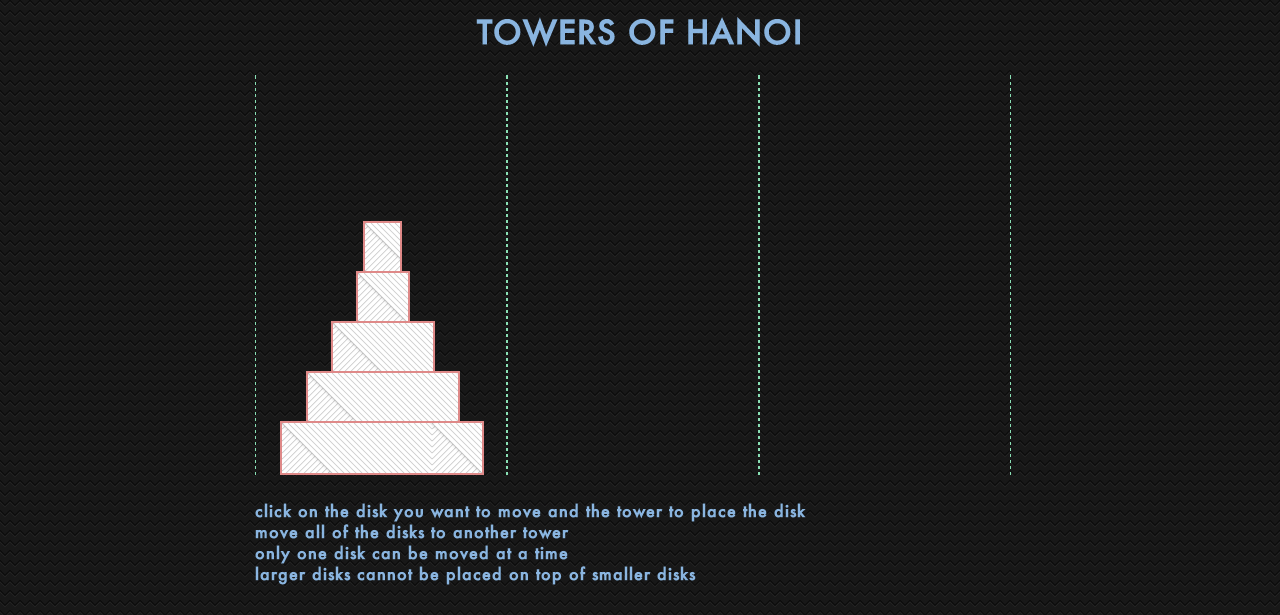 TOWERS OF HANOI
click on the disk you want to move and the tower to place the disk
move all of the disks to another tower
only one disk can be moved at a time
larger disks cannot be placed on top of smaller disks